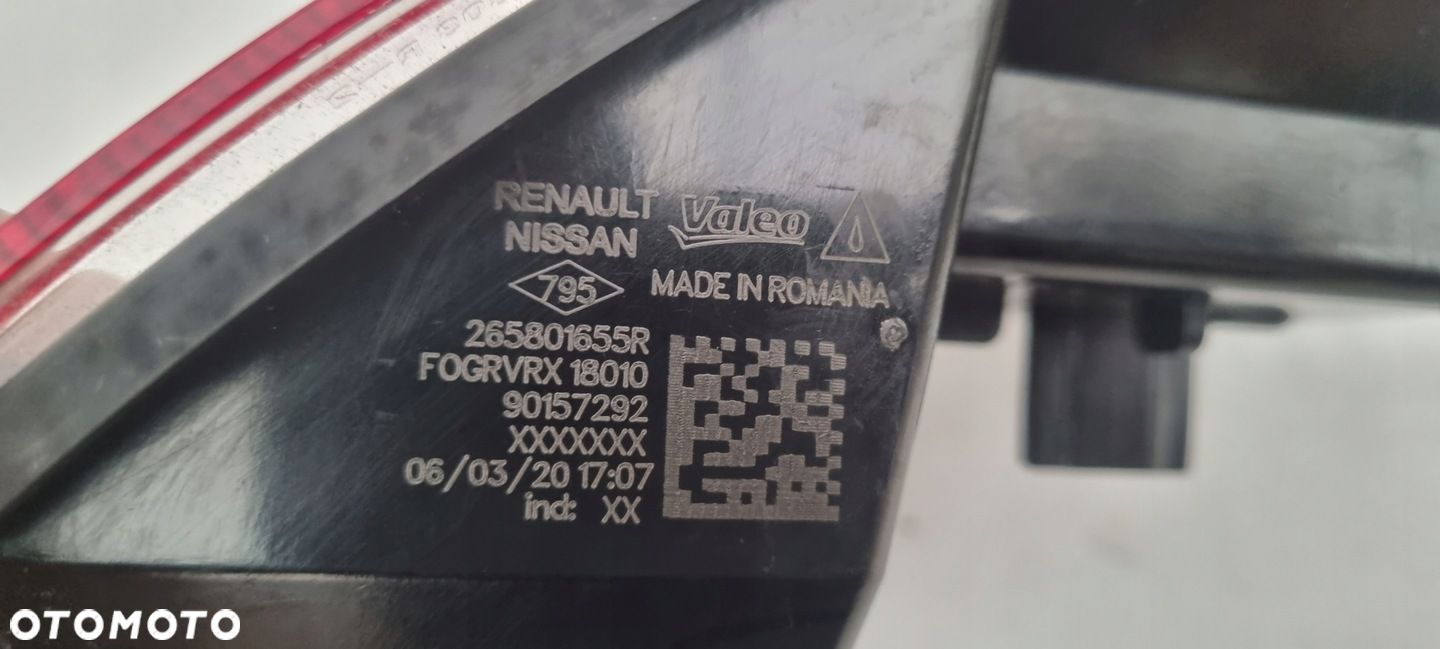 RENAULT
NISSAN
Valeo
795
MADE IN ROMANIA
265801655R
FOGRVRX 18010
90157292
XXXXXXX
06/03/20 17:07
ind: XX
OTOMOTO